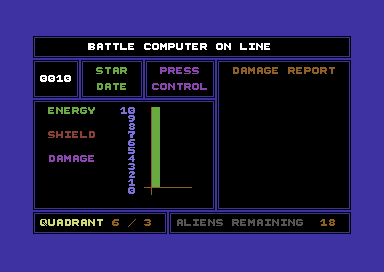 BATTLE COMPUTER ON LINE
0010
STAR
DATE
PRESS
CONTROL
DAMAGE REPORT
ENERGY
SHIELD
DAMAGE
10
9
8
7
6
5
4
3
2
1
0
QUADRANT 6 / 3
ALIENS REMAINING 18